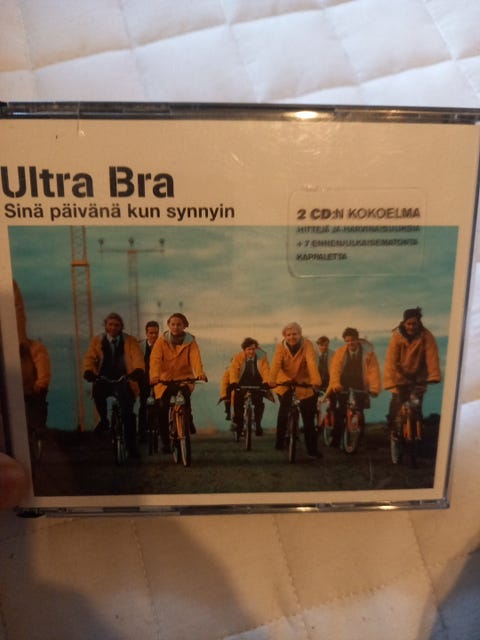 Ultra Bra
Sinä päivänä kun synnyin
2 CD:N KOKOELMA
HITTEJÄ JA HARVINAISUUKSIA
+ 7 ENNENJULKAISEMATONTA
KAPPALETTA